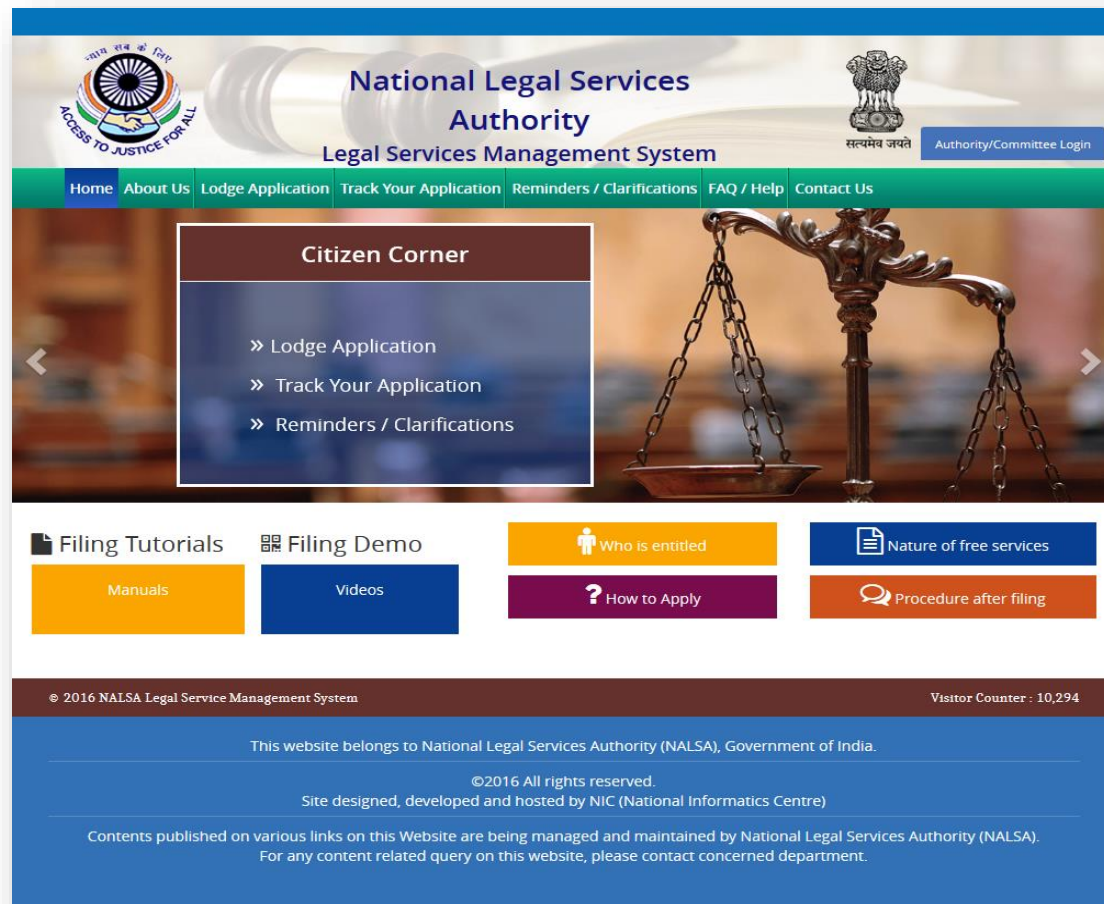 न्याय सब के लिए
ACCESS TO JUSTICE FOR ALL
National Legal Services
Authority
Legal Services Management System
सत्यमेव जयते
Authority/Committee Login
Home About Us Lodge Application Track Your Application Reminders / Clarifications FAQ / Help Contact Us
Citizen Corner
» Lodge Application
» Track Your Application
» Reminders / Clarifications
Filing Tutorials
Manuals
Filing Demo
Videos
Who is entitled
? How to Apply
Nature of free services
Procedure after filing
© 2016 NALSA Legal Service Management System
Visitor Counter : 10,294
This website belongs to National Legal Services Authority (NALSA), Government of India.
©2016 All rights reserved.
Site designed, developed and hosted by NIC (National Informatics Centre)
Contents published on various links on this Website are being managed and maintained by National Legal Services Authority (NALSA).
For any content related query on this website, please contact concerned department.